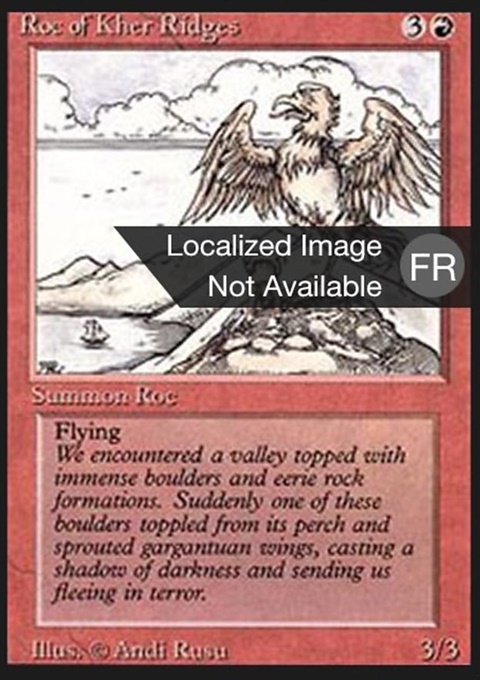 Roc of Kher Ridges
3
Localized Image
Not Available
FR
Summon Roc
Flying
We encountered a valley topped with
immense boulders and eerie rock
formations. Suddenly one of these
boulders toppled from its perch and
sprouted gargantuan wings, casting a
shadow of darkness and sending us
fleeing in terror.
Illus. © Andi Rusu
3/3